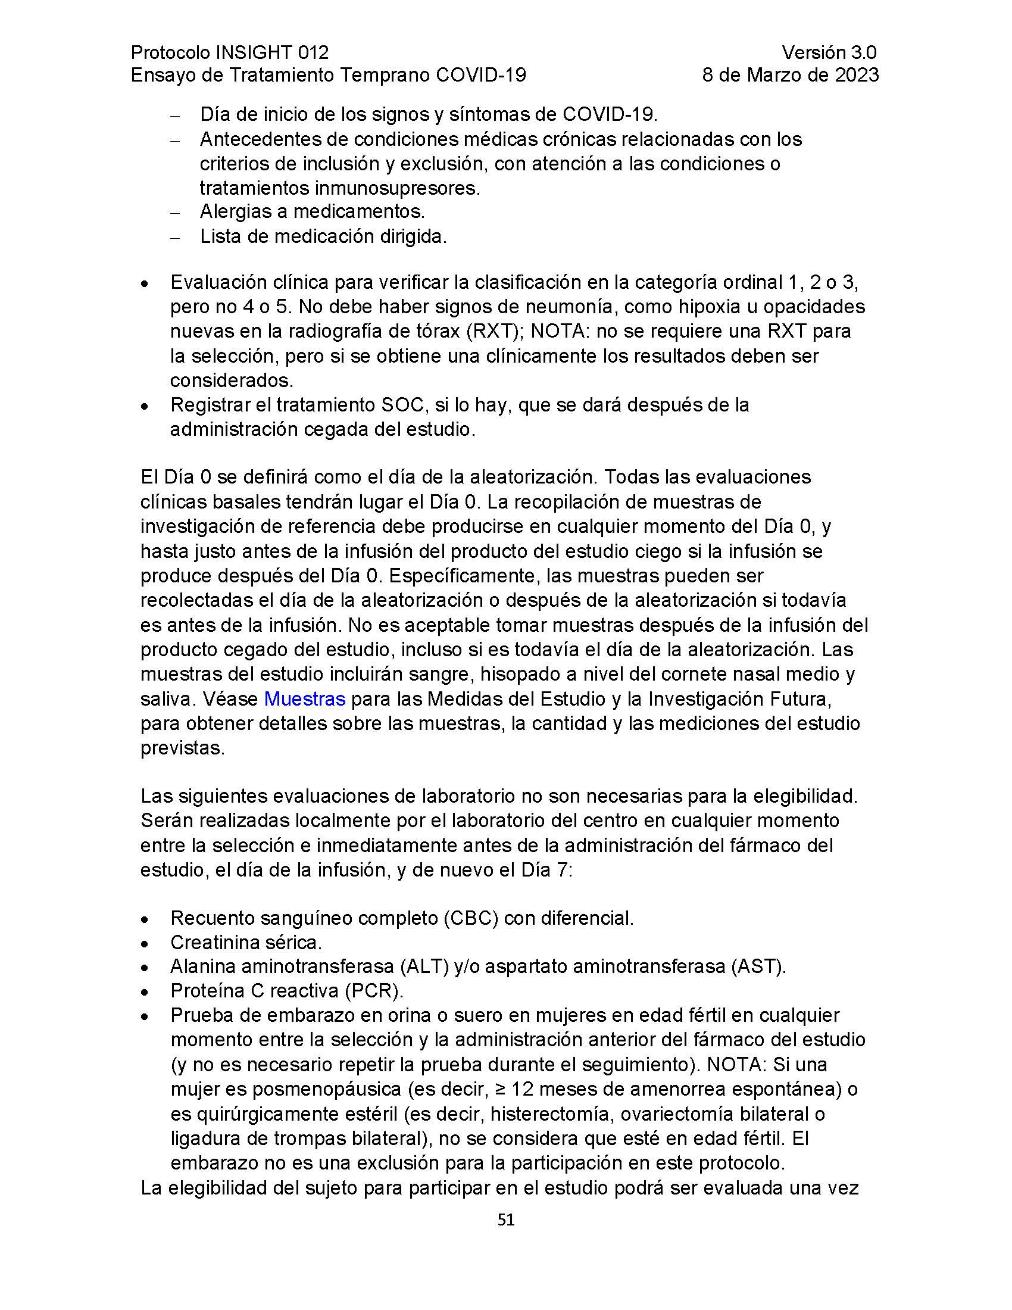 Protocolo INSIGHT 012 Versión 3.0
Ensayo de Tratamiento Temprano COVID-19 8 de Marzo de 2023
– Día de inicio de los signos y síntomas de COVID-19.
– Antecedentes de condiciones médicas crónicas relacionadas con los
criterios de inclusión y exclusión, con atención a las condiciones o
tratamientos inmunosupresores.
– Alergias a medicamentos.
– Lista de medicación dirigida.
• Evaluación clínica para verificar la clasificación en la categoría ordinal 1, 2 o 3,
pero no 4 o 5. No debe haber signos de neumonía, como hipoxia u opacidades
nuevas en la radiografía de tórax (RXT); NOTA: no se requiere una RXT para
la selección, pero si se obtiene una clínicamente los resultados deben ser
considerados.
• Registrar el tratamiento SOC, si lo hay, que se dará después de la
administración cegada del estudio.
El Día 0 se definirá como el día de la aleatorización. Todas las evaluaciones
clínicas basales tendrán lugar el Día 0. La recopilación de muestras de
investigación de referencia debe producirse en cualquier momento del Día 0, y
hasta justo antes de la infusión del producto del estudio ciego si la infusión se
produce después del Día 0. Específicamente, las muestras pueden ser
recolectadas el día de la aleatorización o después de la aleatorización si todavía
es antes de la infusión. No es aceptable tomar muestras después de la infusión del
producto cegado del estudio, incluso si es todavía el día de la aleatorización. Las
muestras del estudio incluirán sangre, hisopado a nivel del cornete nasal medio y
saliva. Véase Muestras para las Medidas del Estudio y la Investigación Futura,
para obtener detalles sobre las muestras, la cantidad y las mediciones del estudio
previstas.
Las siguientes evaluaciones de laboratorio no son necesarias para la elegibilidad.
Serán realizadas localmente por el laboratorio del centro en cualquier momento
entre la selección e inmediatamente antes de la administración del fármaco del
estudio, el día de la infusión, y de nuevo el Día 7:
• Recuento sanguíneo completo (CBC) con diferencial.
• Creatinina sérica.
• Alanina aminotransferasa (ALT) y/o aspartato aminotransferasa (AST).
• Proteína C reactiva (PCR).
• Prueba de embarazo en orina o suero en mujeres en edad fértil en cualquier
momento entre la selección y la administración anterior del fármaco del estudio
(y no es necesario repetir la prueba durante el seguimiento). NOTA: Si una
mujer es posmenopáusica (es decir, ≥ 12 meses de amenorrea espontánea) o
es quirúrgicamente estéril (es decir, histerectomía, ovariectomía bilateral o
ligadura de trompas bilateral), no se considera que esté en edad fértil. El
embarazo no es una exclusión para la participación en este protocolo.
La elegibilidad del sujeto para participar en el estudio podrá ser evaluada una vez
51